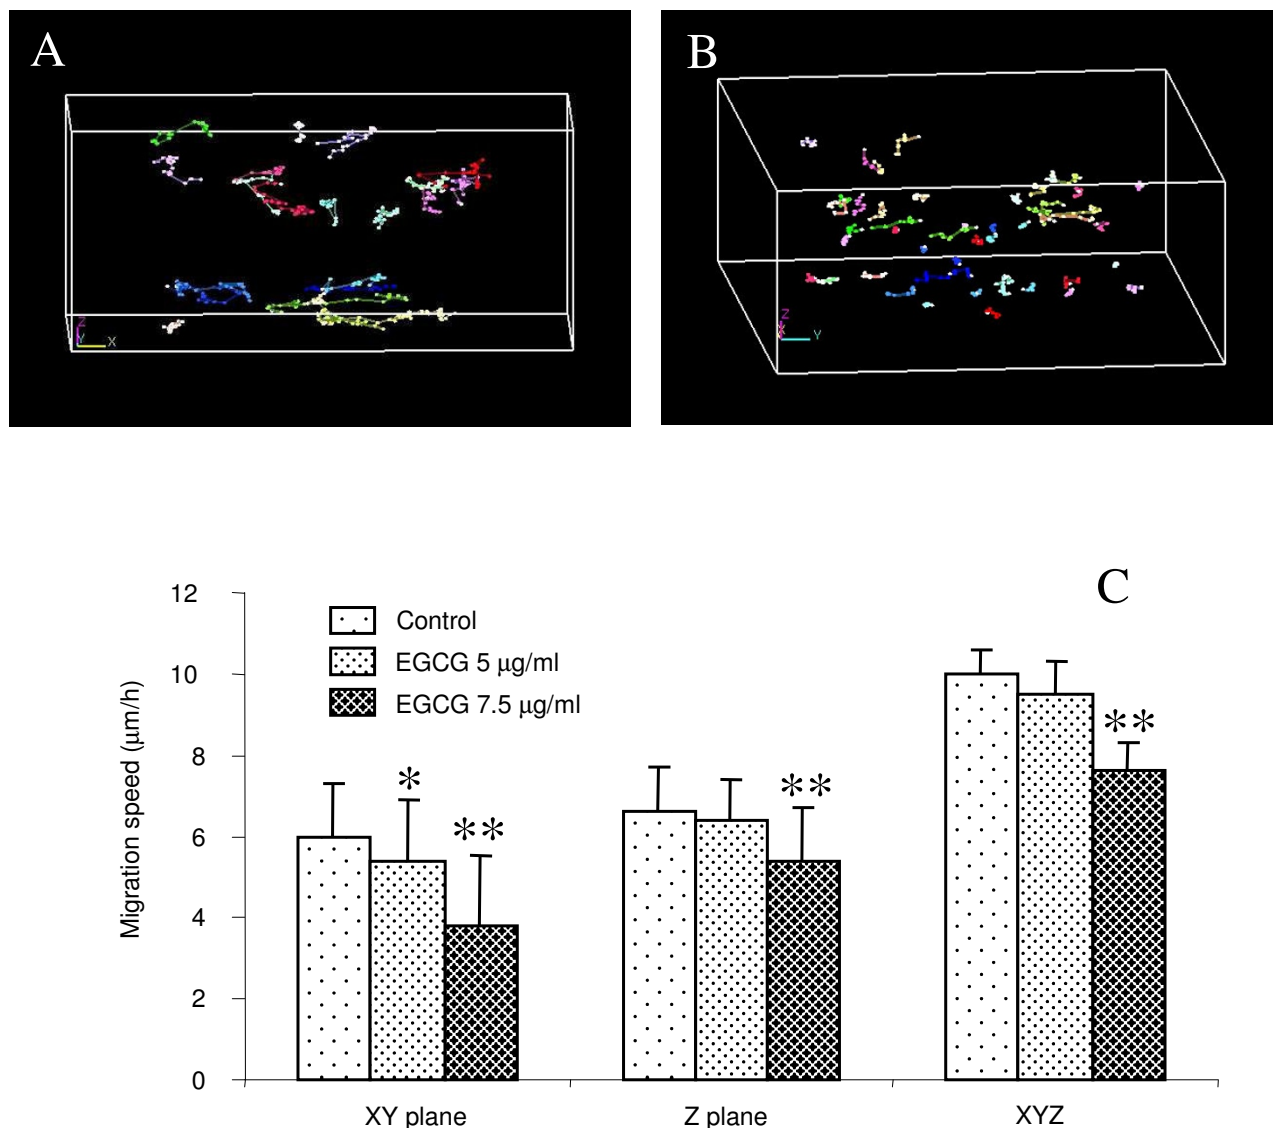 A
B
Z
Y
X
Z
X
Y
C
12
10
8
6
4
2
0
Migration speed (μm/h)
Control
EGCG 5 μg/ml
EGCG 7.5 μg/ml
*
**
**
**
XY plane
Z plane
XYZ